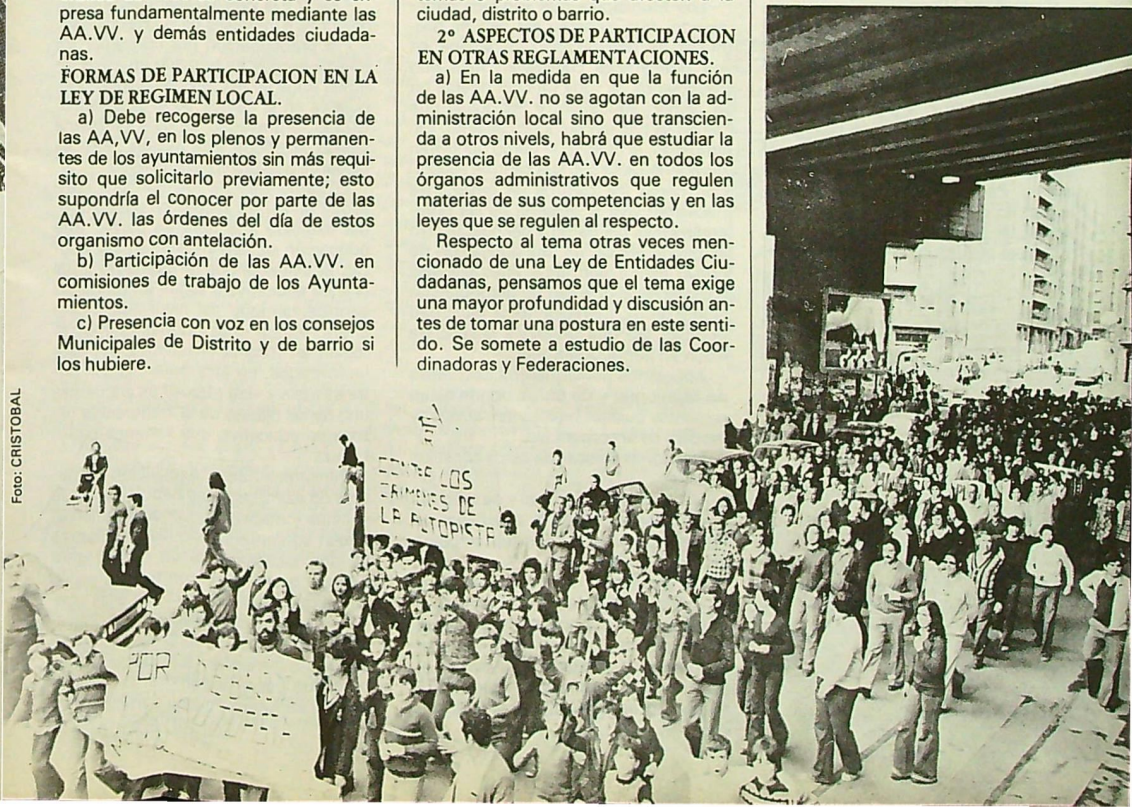 presa fundamentalmente mediante las
AA.VV. y demás entidades ciudada-
nas.
FORMAS DE PARTICIPACION EN LA
LEY DE REGIMEN LOCAL.
a) Debe recogerse la presencia de
las AA,VV, en los plenos y permanen-
tes de los ayuntamientos sin más requi-
sito que solicitarlo previamente; esto
supondría el conocer por parte de las
AA.VV. las órdenes del día de estos
organismo con antelación.
b) Participación de las AA.VV. en
comisiones de trabajo de los Ayunta-
mientos.
c) Presencia con voz en los consejos
Municipales de Distrito y de barrio si
los hubiere.
ciudad, distrito o barrio.
2º ASPECTOS DE PARTICIPACION
EN OTRAS REGLAMENTACIONES.
a) En la medida en que la función
de las AA.VV. no se agotan con la ad-
ministración local sino que transcien-
da a otros nivels, habrá que estudiar la
presencia de las AA.VV. en todos los
órganos administrativos que regulen
materias de sus competencias y en las
leyes que se regulen al respecto.
Respecto al tema otras veces men-
cionado de una Ley de Entidades Ciu-
dadanas, pensamos que el tema exige
una mayor profundidad y discusión an-
tes de tomar una postura en este senti-
do. Se somete a estudio de las Coor-
dinadoras y Federaciones.
Foto: CRISTOBAL
LOS
CRIMENES DE
LA AUTOPISTA
POR